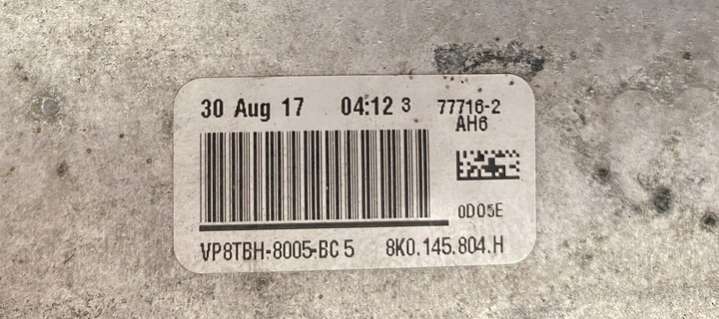 30 Aug 17 04:12 3 77716-2
AH6
0D05E
VP8TBH-8005-BC 5 8K0.145.804.H